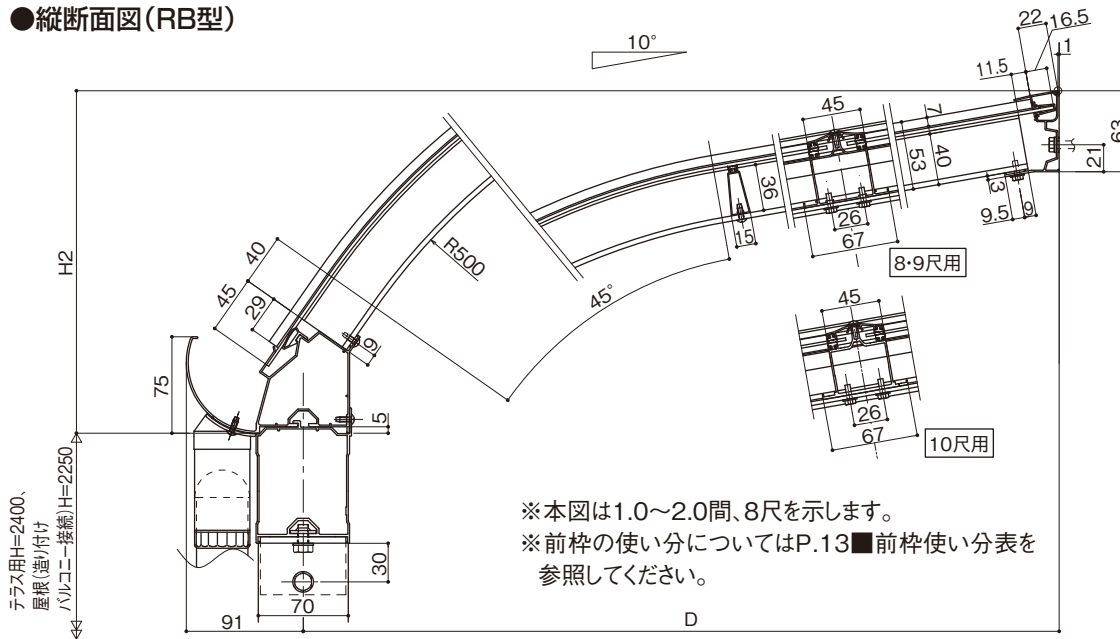 ●縦断面図(RB型)
10°
22
16.5
1
11.5
45
7
63
40
53
21
3
36
9.5
9
15
26
67
8・9尺用
H2
40
R500
45
29
45°
9
75
5
45
26
67
10尺用
テラス用H=2400、
屋根(造り付け
バルコニー接続)H=2250
※本図は1.0～2.0間、8尺を示します。
※前枠の使い分についてはP.13■前枠使い分表を
参照してください。
30
70
91
D